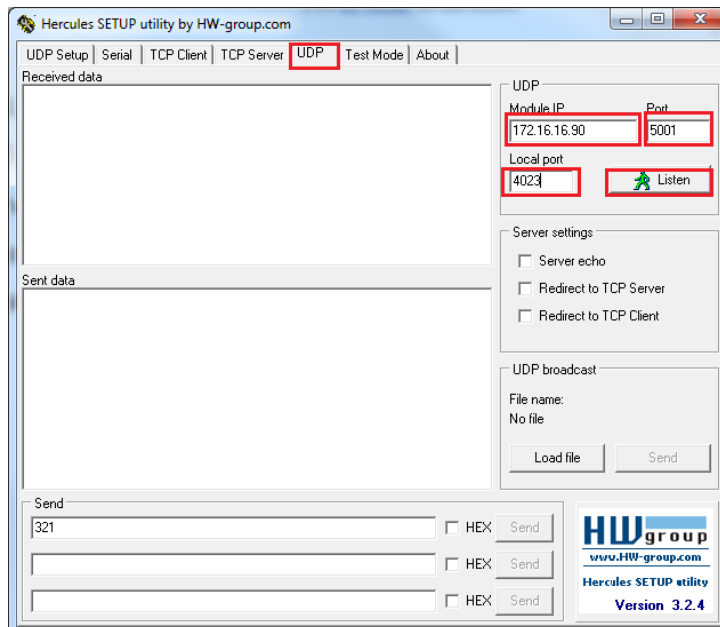 Hercules SETUP utility by HW-group.com
UDP Setup Serial TCP Client TCP Server UDP Test Mode About
Received data
UDP
Module IP Port
172.16.16.90 5001
Local port
4023 Listen
Server settings
Server echo
Redirect to TCP Server
Redirect to TCP Client
Sent data
UDP broadcast
File name:
No file
Load file Send
Send
321 HEX Send
HEX Send
HEX Send
HWgroup
www.HW-group.com
Hercules SETUP utility
Version 3.2.4